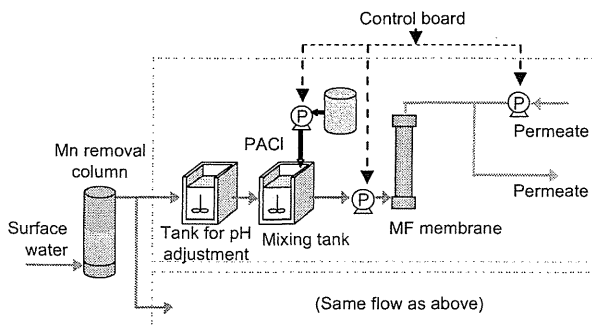 Control board
P
P
PACl
Permeate
Mn removal
column
Permeate
P
Surface
water
Tank for pH
adjustment
Mixing tank
MF membrane
(Same flow as above)